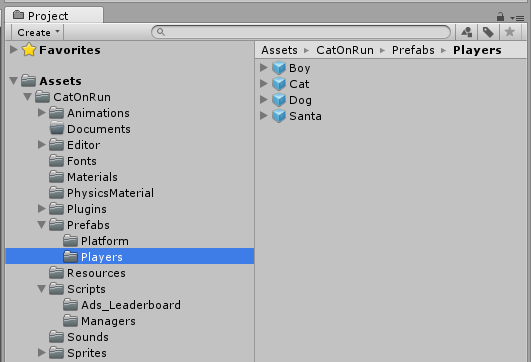 Project
Create
Favorites
Assets
CatOnRun
Animations
Documents
Editor
Fonts
Materials
PhysicsMaterial
Plugins
Prefabs
Platform
Players
Resources
Scripts
Ads_Leaderboard
Managers
Sounds
Sprites
Assets CatOnRun Prefabs Players
Boy
Cat
Dog
Santa